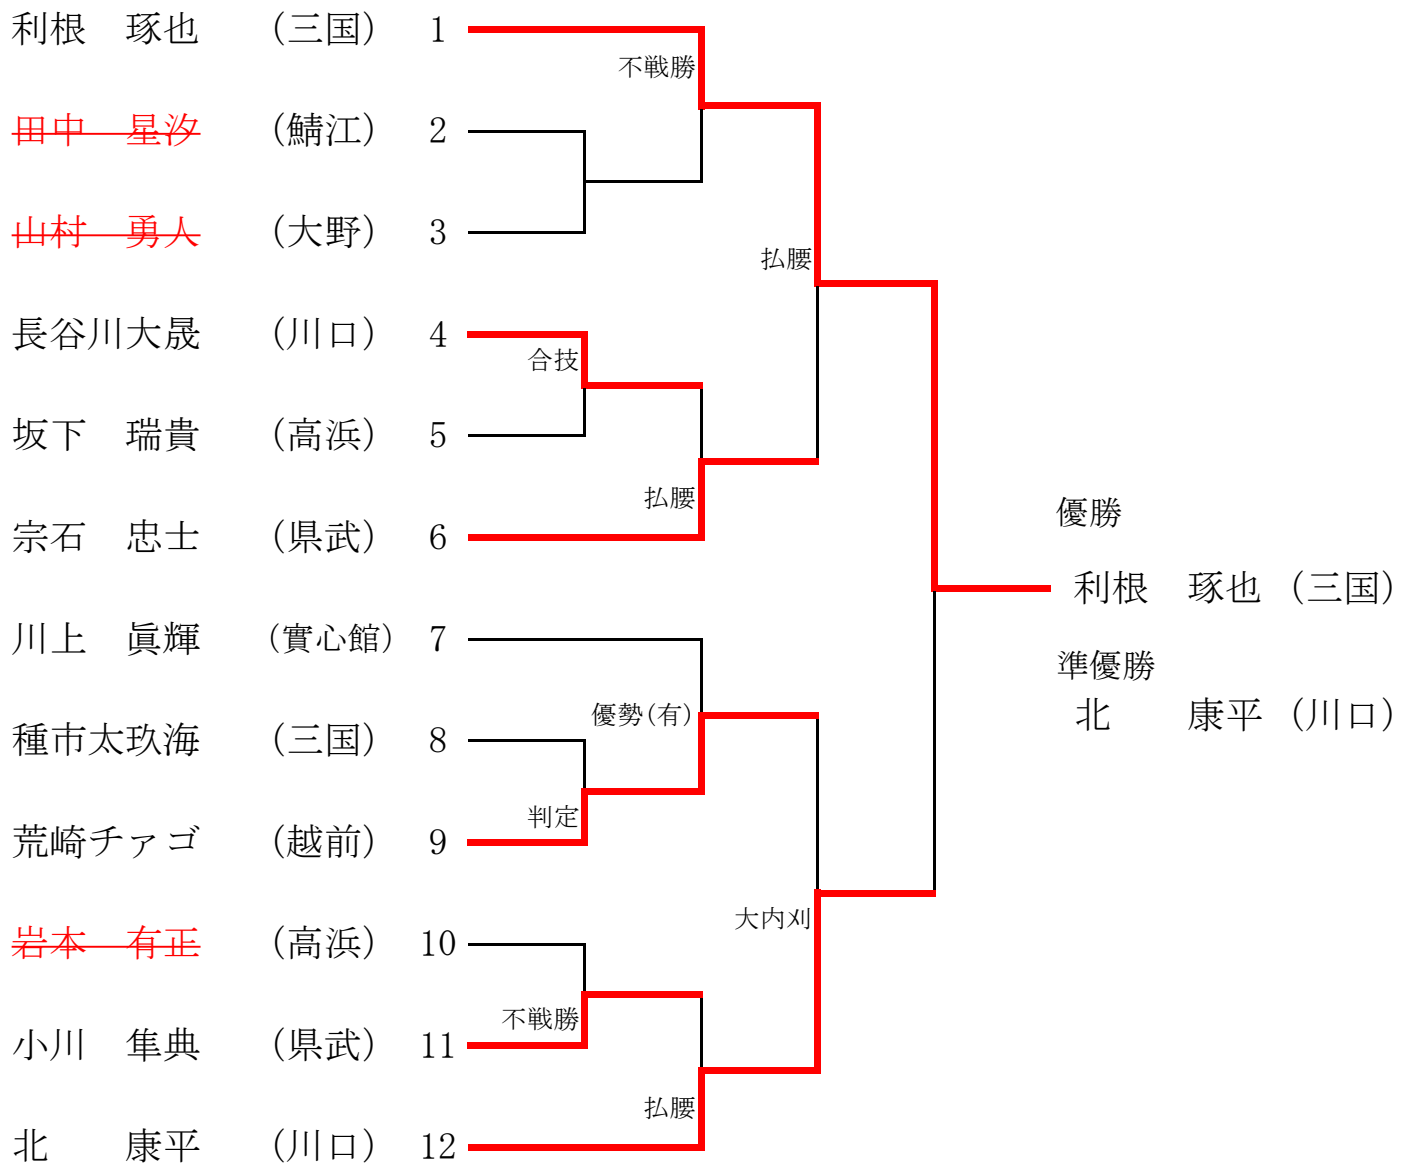 利根　琢也　（三国）　1
不戦勝
田中　星汐　（鯖江）　2
山村　勇人　（大野）　3
払腰
長谷川大晟　（川口）　4
合技
坂下　瑞貴　（高浜）　5
払腰
宗石　忠士　（県武）　6
優勝
利根　琢也（三国）
川上　眞輝　（實心館）　7
準優勝
北　　康平（川口）
優勢(有)
種市太玖海　（三国）　8
判定
荒崎チァゴ　（越前）　9
大内刈
岩本　有正　（高浜）　10
不戦勝
小川　隼典　（県武）　11
払腰
北　　康平　（川口）　12